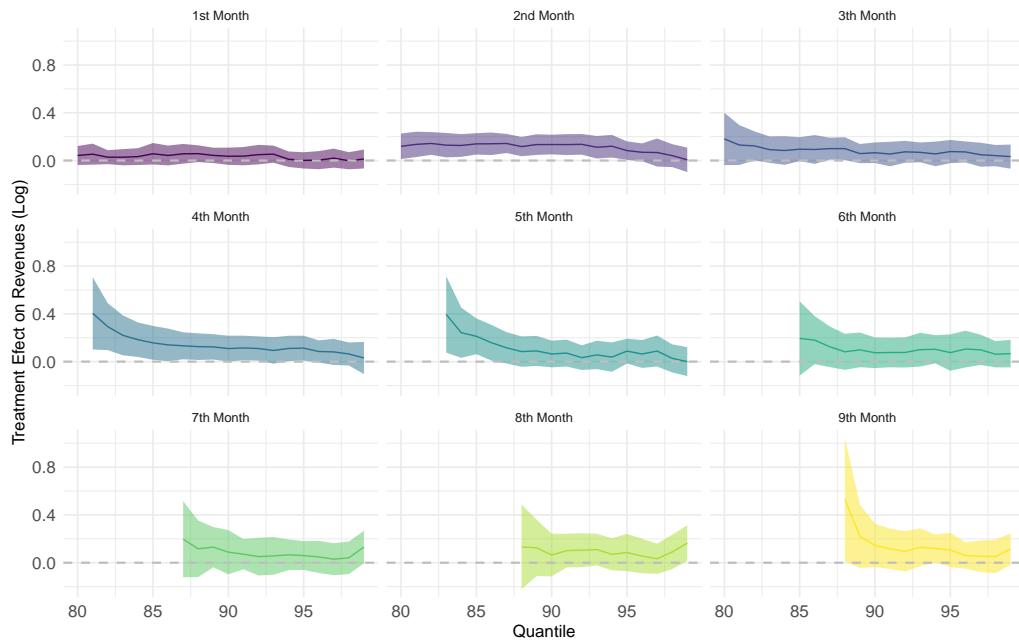 1st Month 2nd Month 3th Month
0.8
0.4
0.0
4th Month 5th Month 6th Month
0.8
0.4
0.0
7th Month 8th Month 9th Month
0.8
0.4
0.0
80 85 90 95 80 85 90 95 80 85 90 95
Quantile
Treatment Effect on Revenues (Log)